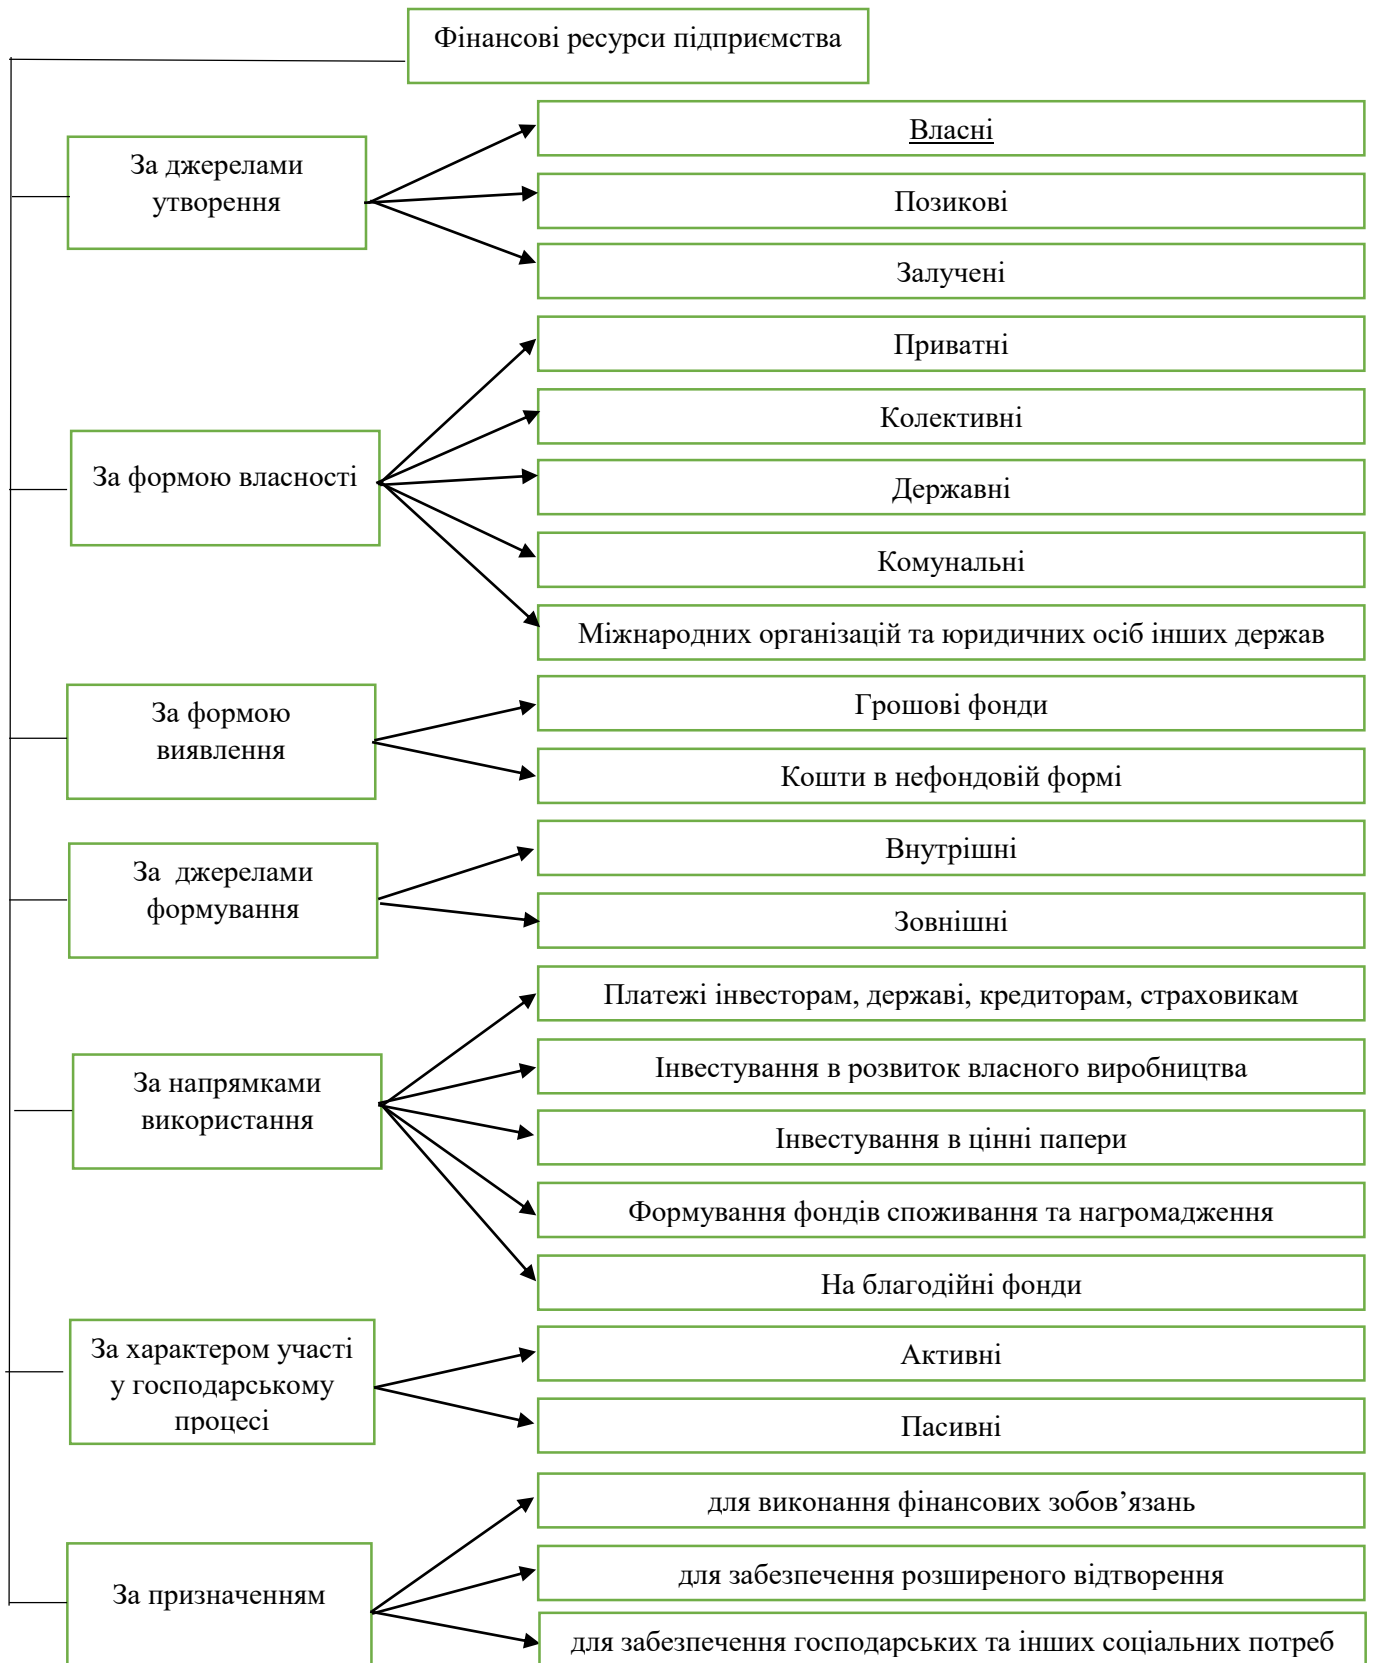 Фінансові ресурси підприємства
За джерелами
утворення
Власні
Позикові
Залучені
За формою власності
Приватні
Колективні
Державні
Комунальні
Міжнародних організацій та юридичних осіб інших держав
За формою
виявлення
Грошові фонди
Кошти в нефондовій формі
За джерелами
формування
Внутрішні
Зовнішні
За напрямками
використання
Платежі інвесторам, державі, кредиторам, страховикам
Інвестування в розвиток власного виробництва
Інвестування в цінні папери
Формування фондів споживання та нагромадження
На благодійні фонди
За характером участі
у господарському
процесі
Активні
Пасивні
За призначенням
для виконання фінансових зобов’язань
для забезпечення розширеного відтворення
для забезпечення господарських та інших соціальних потреб